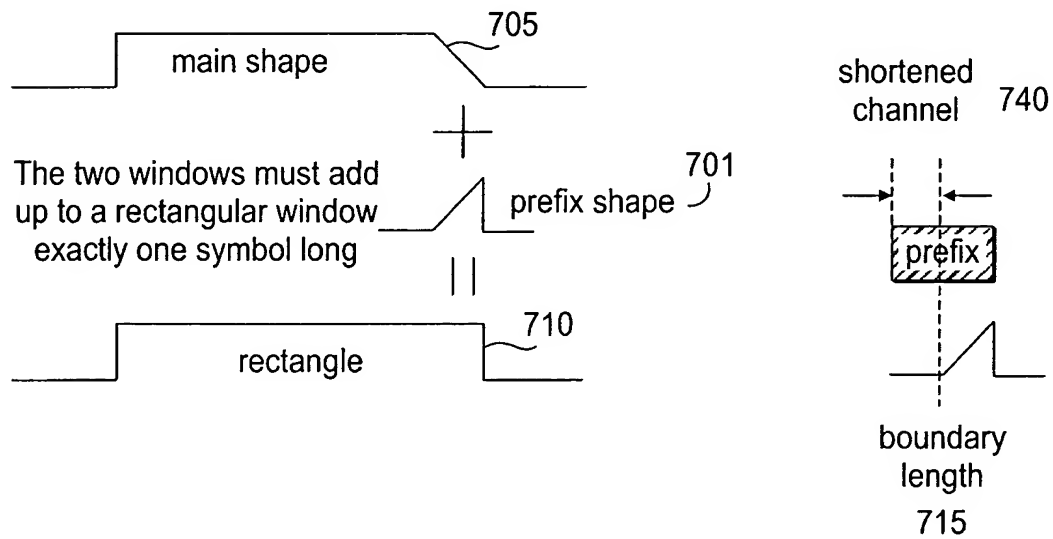 705
main shape
The two windows must add
up to a rectangular window
exactly one symbol long
701
prefix shape
710
rectangle
shortened
channel
740
prefix
boundary
length
715